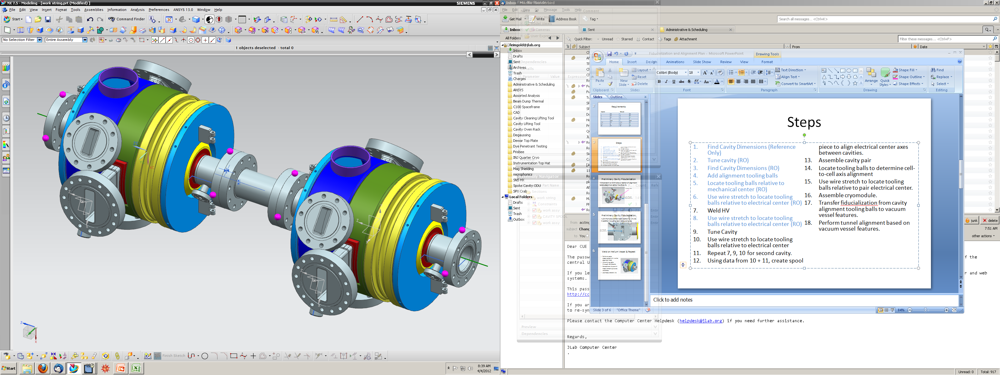 NX 7.5 - Modeling - [work string.prt (Modified) ]
SIEMENS
File Edit View Insert Format Tools Assemblies Information Analysis Preferences ANSYS 13.0 Window Help
Start
Command Finder
No Selection Filter
Entire Assembly
1 objects deselected - total 0
Finish Sketch
Start
8:39 AM
4/4/2012
Inbox - Mozilla Thunderbird
File Edit View Go Message Tools Help
Get Mail
Write
Address Book
Tag
Search all messages... <Ctrl+K>
Inbox
Sent
Administrative & Scheduling
All Folders
Quick Filter:
Unread
Starred
Contact
Tags
Attachment
Filter these messages... <Ctrl+F>
Subject
From
Date
feingold@jlab.org
Inbox
Drafts
Sent
Archives
Trash
Charges
Administrative & Scheduling
ANSYS
Assorted Analysis
Beam Dump Thermal
C100 Spaceframe
CAD
Cavity Cleaning Lifting Tool
Cavity Lifting Tool
Cavity Oven Rack
Degaussing
Dewar Top Plate
Dye Penetrant Testing
Frisbee
INJ Quarter Cryo
Instrumentation Top Hat
Mag Shielding
microphonics
SNS HX
Spoke Cavity ODU
SPX Crab
Local Folders
Drafts
Sent
Trash
Outbox
Comment
Model Views
Cameras
User Expressions
Dependencies
Details
Parameter
Value
Expression
Assembly Navigator
Part Name
Count
Sections
work string
Constraints
work assy
CAVITY SPOOL
work assy
Preview
Dependencies
Fiducialization and Alignment Plan - Microsoft PowerPoint
Drawing Tools
Home Insert Design Animations Slide Show Review View Format
Paste
New
Slide
Layout
Reset
Delete
Calibri (Body)
18
Text Direction
Align Text
Convert to SmartArt
Arrange
Quick
Styles
Shape Fill
Shape Outline
Shape Effects
Find
Replace
Select
Clipboard
Slides
Font
Paragraph
Drawing
Editing
Slides
Outline
2
Requirements
3
Steps
4
Preliminary Cavity Fiducialization
5
Preliminary Cavity Fiducialization
6
Weld on Helium Vessel & Repeat
Steps
1. Find Cavity Dimensions (Reference
Only)
2. Tune cavity (RO)
3. Find Cavity Dimensions (RO)
4. Add alignment tooling balls
5. Locate tooling balls relative to
mechanical center (RO)
6. Use wire stretch to locate tooling
balls relative to electrical center (RO)
7. Weld HV
8. Use wire stretch to locate tooling
balls relative to electrical center (RO)
9. Tune Cavity
10. Use wire stretch to locate tooling
balls relative to electrical center
11. Repeat 7, 9, 10 for second cavity.
12. Using data from 10 + 11, create spool
piece to align electrical center axes
between cavities.
13. Assemble cavity pair
14. Locate tooling balls to determine cell-
to-cell axis alignment
15. Use wire stretch to locate tooling
balls relative to pair electrical center.
16. Assemble cryomodule.
17. Transfer fiducialization from cavity
alignment tooling balls to vacuum
vessel features.
18. Perform tunnel alignment based on
vacuum vessel features.
Click to add notes
Slide 3 of 6
"Office Theme"
84%
junk
delete
7:51 AM
other actions
from acctmg
subject Chang
to You
Dear CUE
The passw
f the
central U
If you le
r and web
systems.
This pass
http://cc
If you ar
to re-syn
Please contact the Computer Center Helpdesk (helpdesk@jlab.org) if you need further assistance.
Regards,
JLab Computer Center
.
Unread: 0
Total: 917